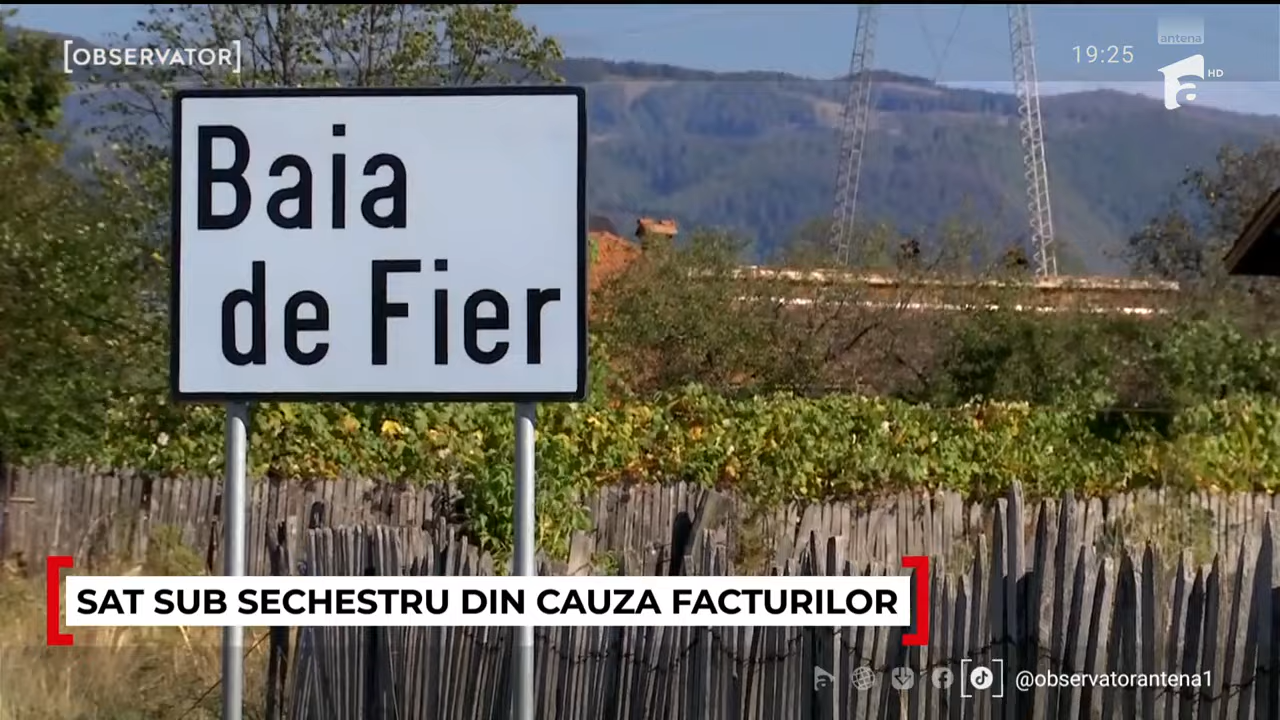 [OBSERVATOR]
19:25
antena
HD
Baia
de Fier
SAT SUB SECHESTRU DIN CAUZA FACTURILOR
@observatorantena1